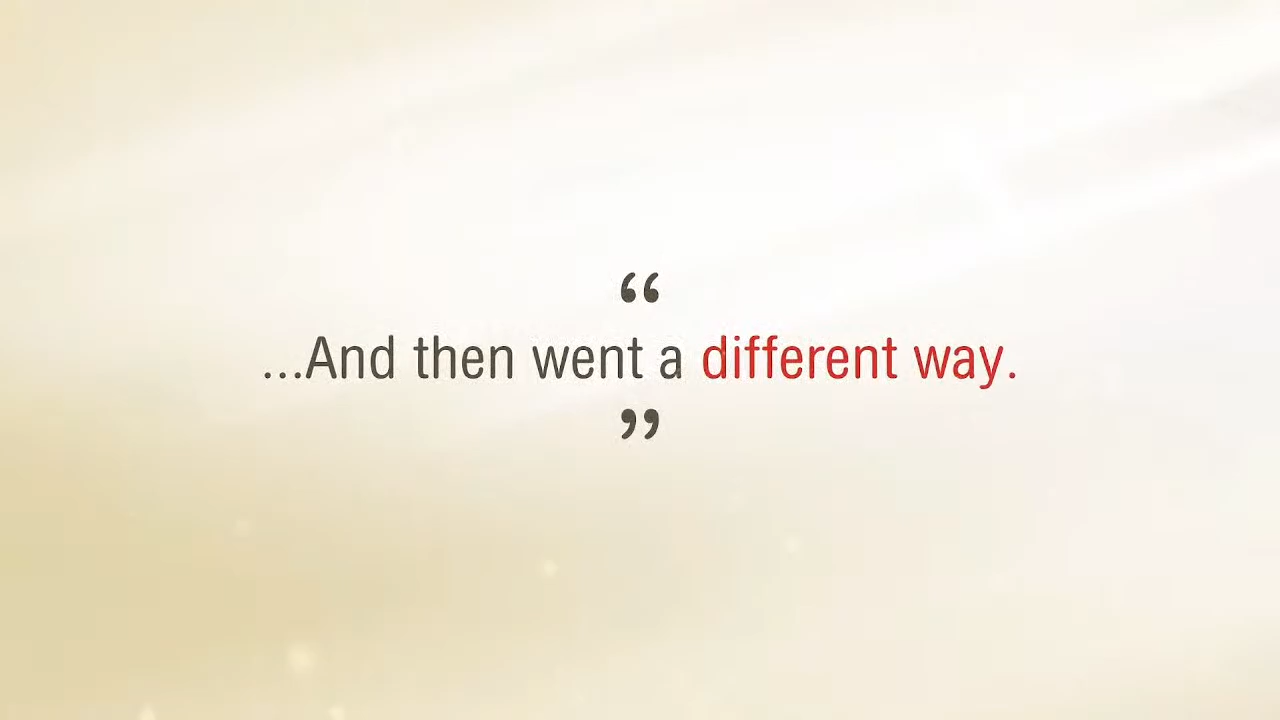 “
...And then went a different way.
”